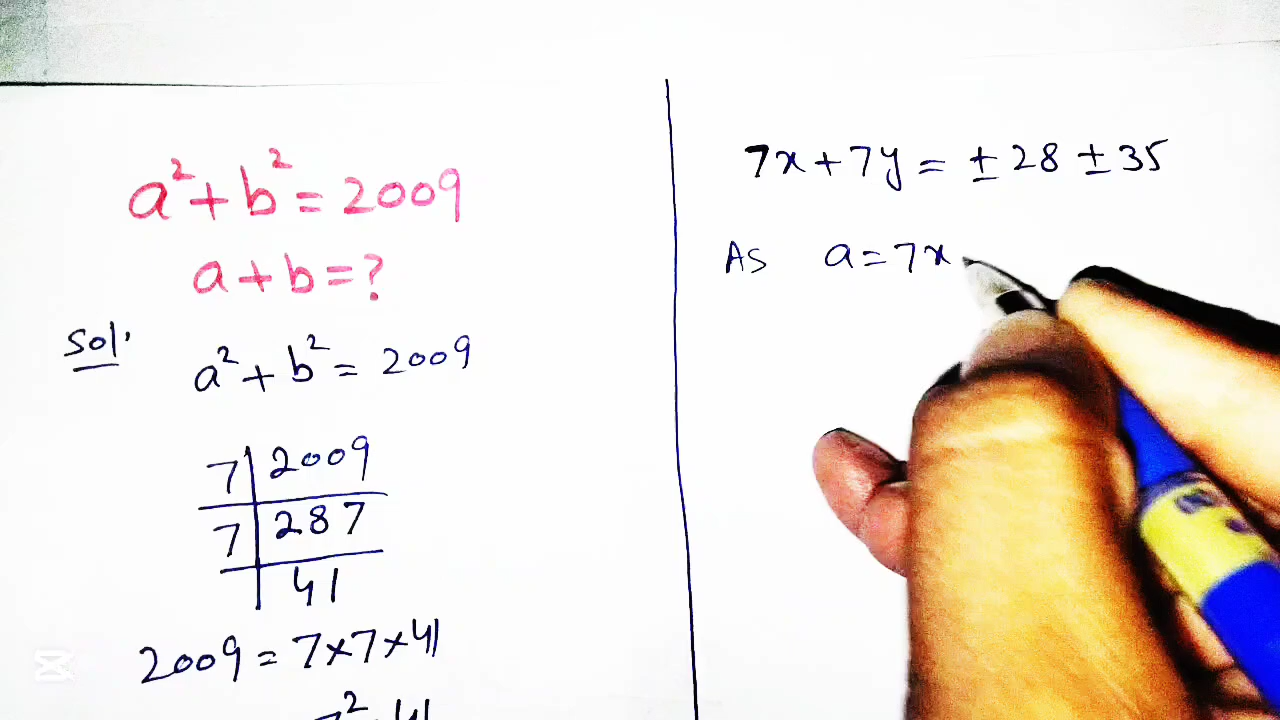 a²+b²=2009
a+b=?
Sol.
a²+b²=2009
7|2009
7|287
|41
2009=7×7×41
7x+7y=±28±35
As a=7x